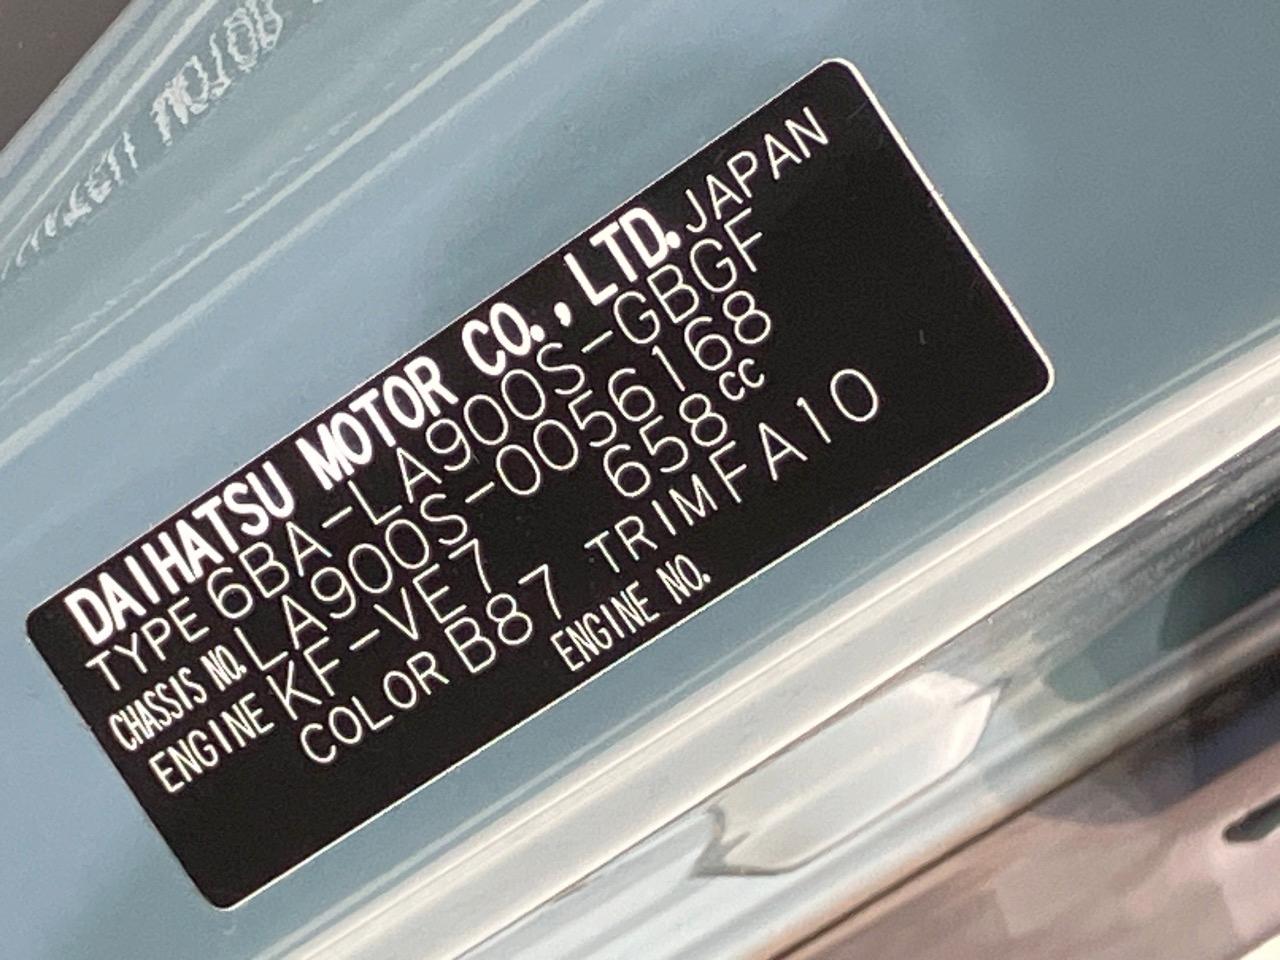 DAIHATSU MOTOR CO., LTD. JAPAN
TYPE 6BA-LA900S-GBGF
CHASSIS NO. LA900S-0056168
ENGINE KF-VE7 658cc
COLOR B87 TRIM FA10
ENGINE NO.